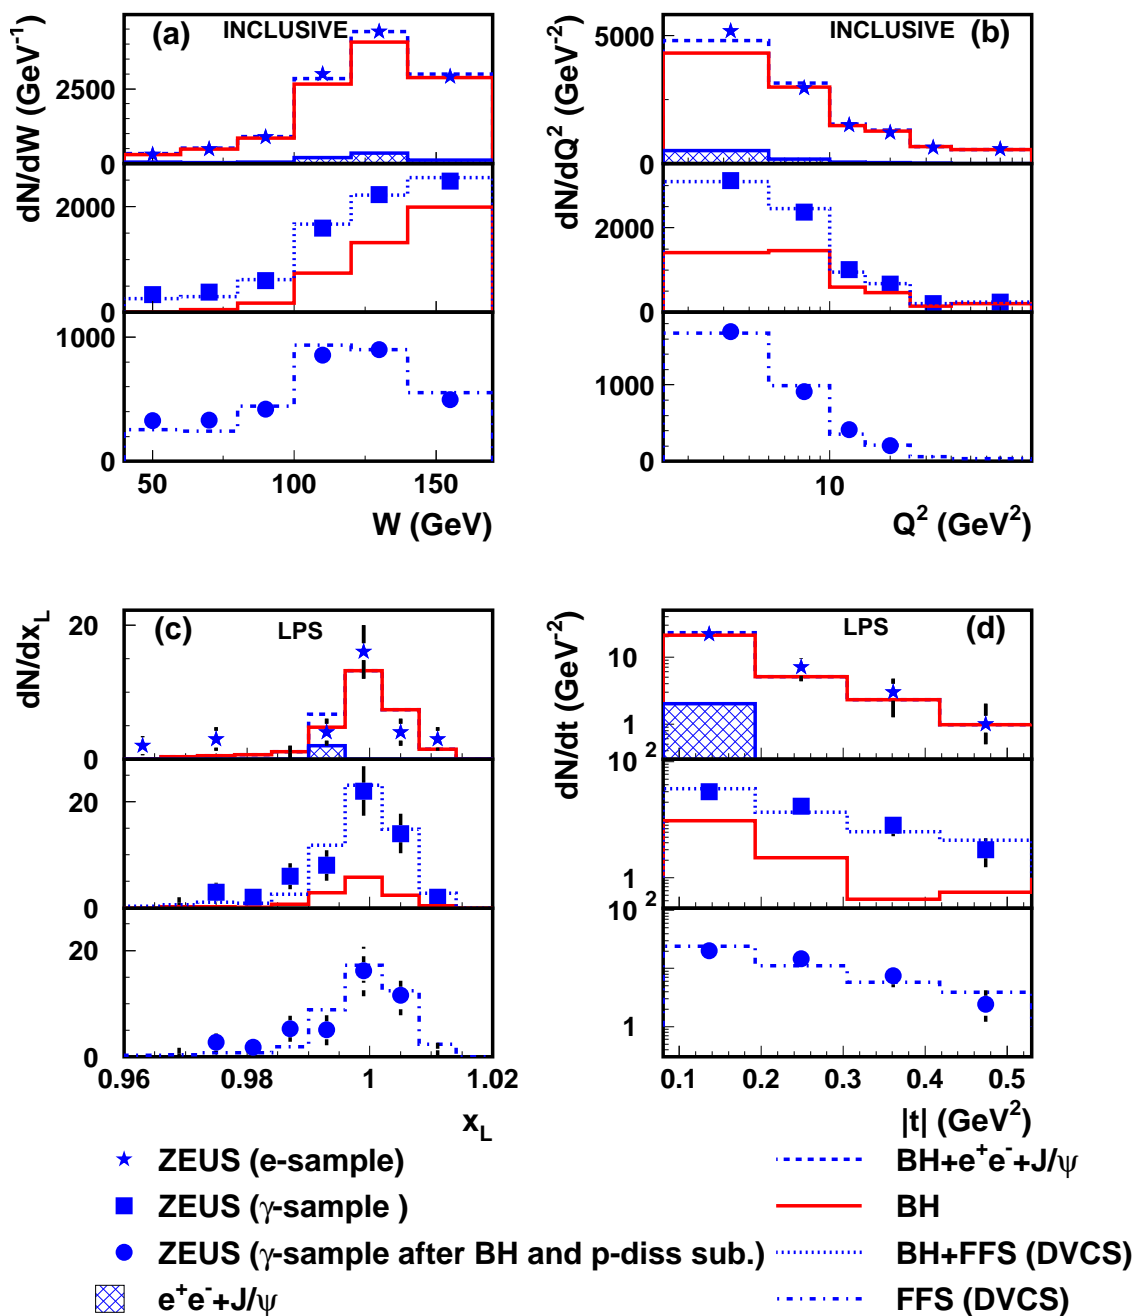 (a) INCLUSIVE
dN/dW (GeV⁻¹)
2500
0
2000
0
1000
0
50 100 150
W (GeV)
INCLUSIVE (b)
dN/dQ² (GeV⁻²)
5000
0
2000
0
1000
0
10
Q² (GeV²)
(c) LPS
dN/dx_L
20
0
20
0
20
0
0.96 0.98 1 1.02
x_L
LPS (d)
dN/dt (GeV⁻²)
10
1
10²
1
10²
1
0.1 0.2 0.3 0.4 0.5
|t| (GeV²)
ZEUS (e-sample)
ZEUS (γ-sample )
ZEUS (γ-sample after BH and p-diss sub.)
e⁺e⁻+J/ψ
BH+e⁺e⁻+J/ψ
BH
BH+FFS (DVCS)
FFS (DVCS)